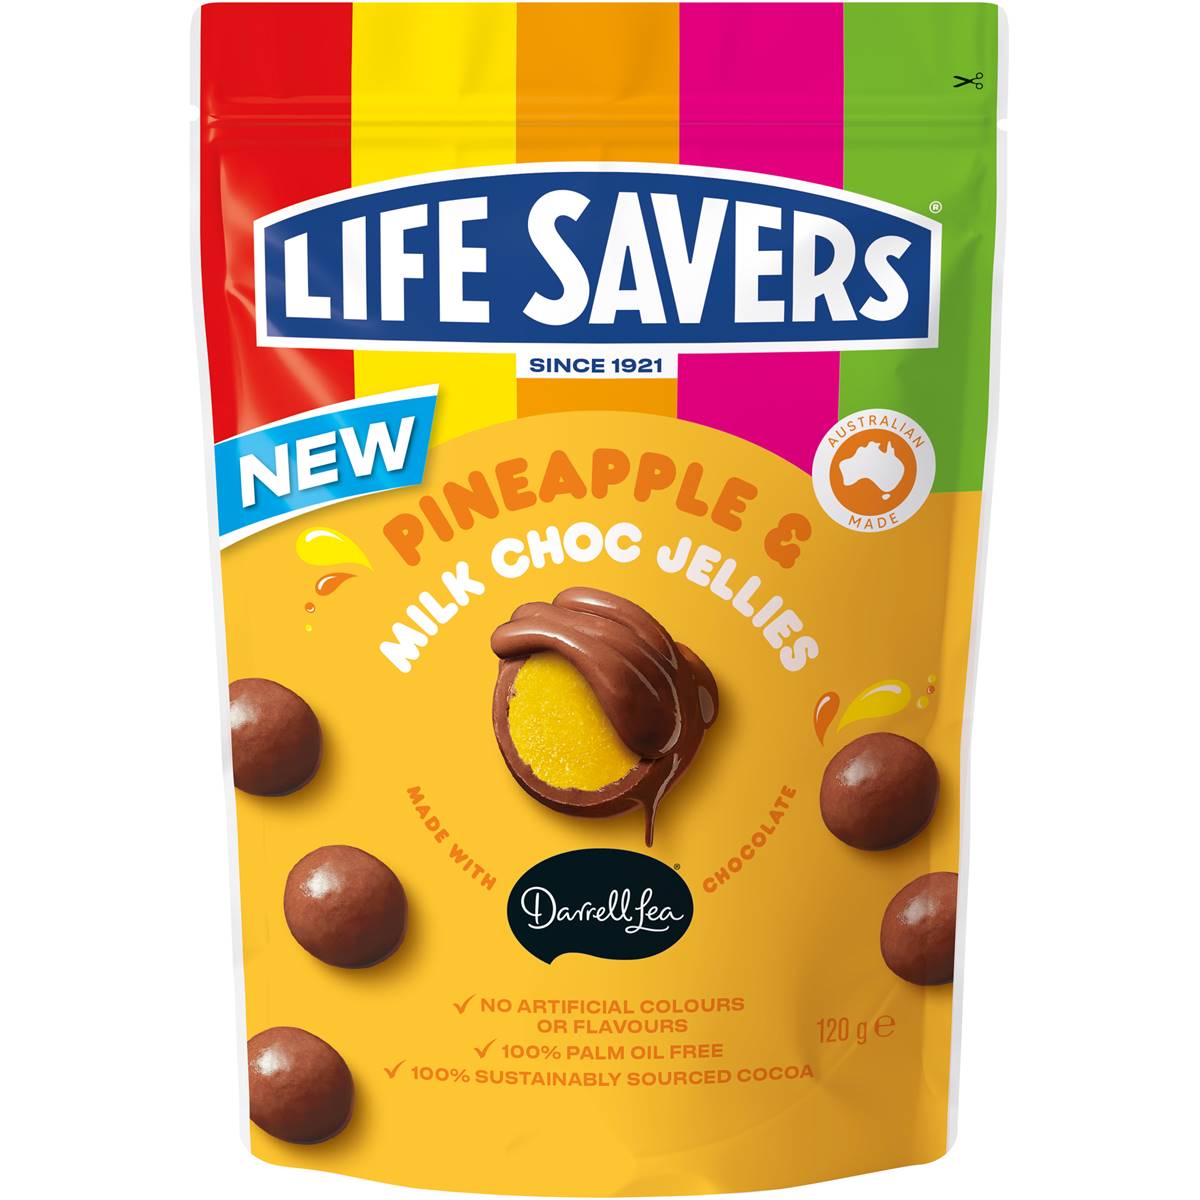 LIFE SAVERS
®
SINCE 1921
NEW
AUSTRALIAN
MADE
PINEAPPLE &
MILK CHOC JELLIES
MADE WITH
Darrell Lea
®
CHOCOLATE
✓ NO ARTIFICIAL COLOURS
OR FLAVOURS
✓ 100% PALM OIL FREE
✓ 100% SUSTAINABLY SOURCED COCOA
120 g ℮